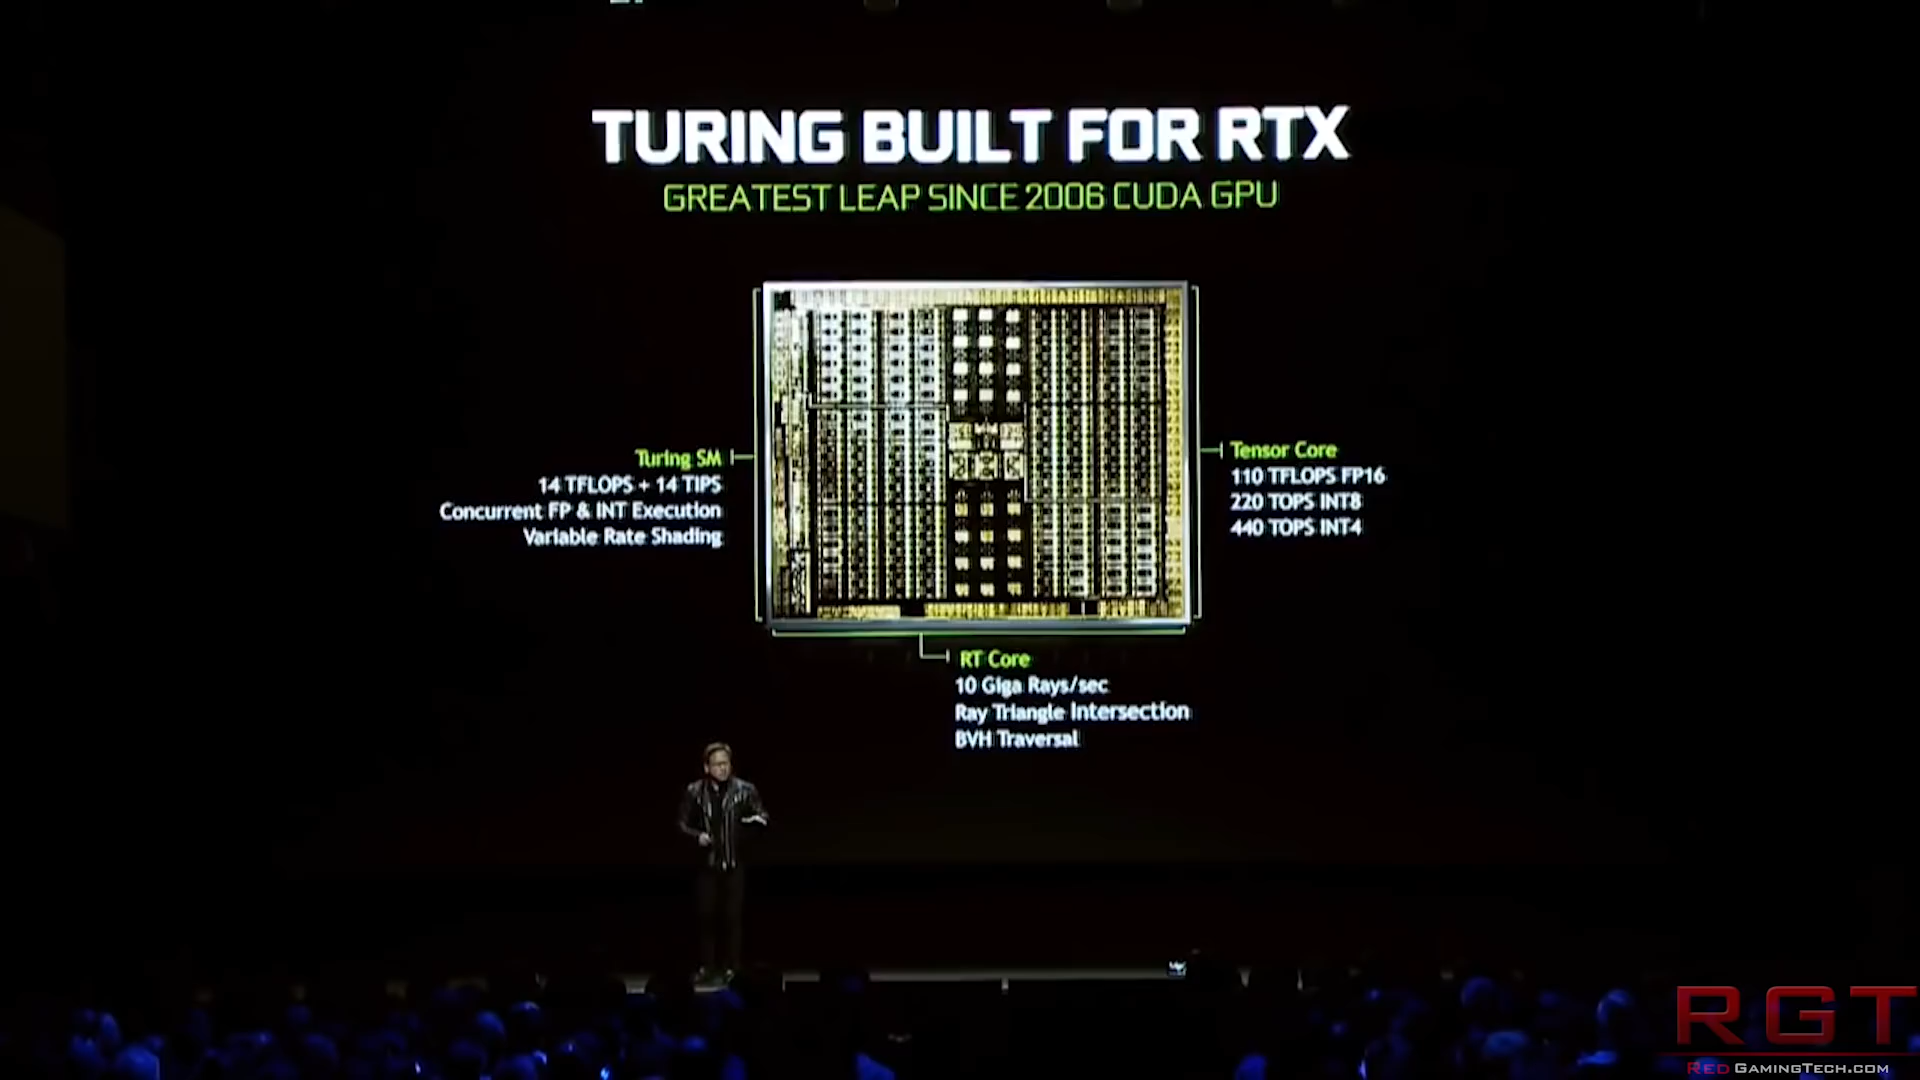 TURING BUILT FOR RTX
GREATEST LEAP SINCE 2006 CUDA GPU
Turing SM
14 TFLOPS + 14 TIPS
Concurrent FP & INT Execution
Variable Rate Shading
Tensor Core
110 TFLOPS FP16
220 TOPS INT8
440 TOPS INT4
RT Core
10 Giga Rays/sec
Ray Triangle Intersection
BVH Traversal
RGT
RED GAMINGTECH.COM